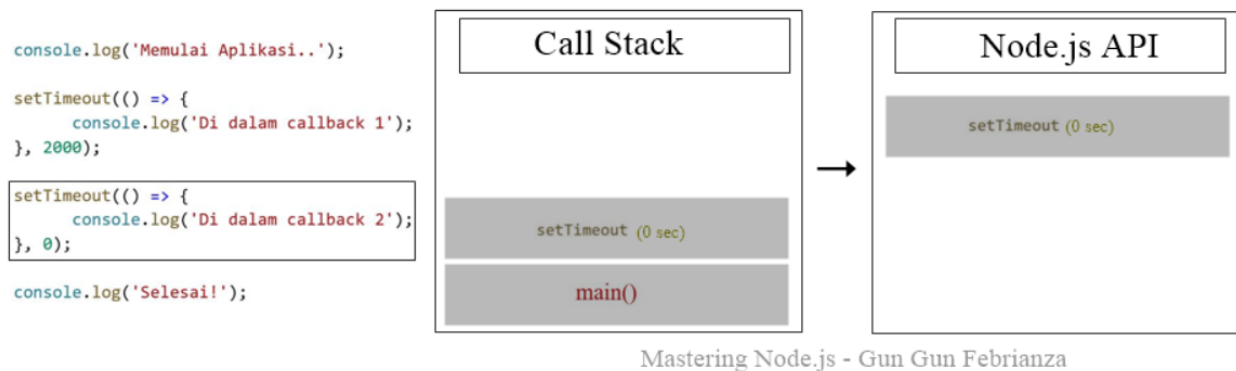 console.log('Memulai Aplikasi..');
setTimeout(() => {
console.log('Di dalam callback 1');
}, 2000);
setTimeout(() => {
console.log('Di dalam callback 2');
}, 0);
console.log('Selesai!');
Call Stack
setTimeout (0 sec)
main()
Node.js API
setTimeout (0 sec)
Mastering Node.js - Gun Gun Febrianza